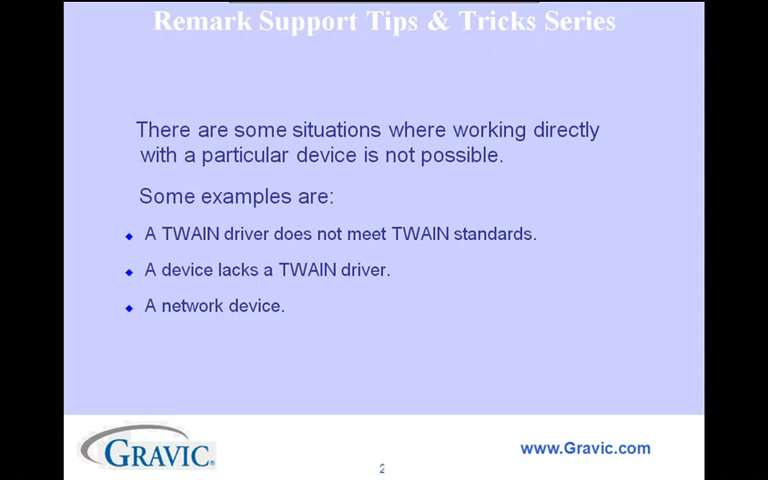 Remark Support Tips & Tricks Series
There are some situations where working directly
with a particular device is not possible.
Some examples are:
A TWAIN driver does not meet TWAIN standards.
A device lacks a TWAIN driver.
A network device.
GRAVIC®
www.Gravic.com
2